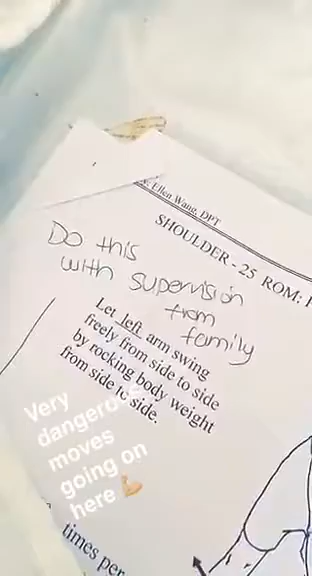 Ellen Wang, DPT
SHOULDER - 25 ROM:
Do this
with supervision
from
family
Let left arm swing
freely from side to side
by rocking body weight
from side to side.
Very
dangerous
moves
going on
here 💪
times per